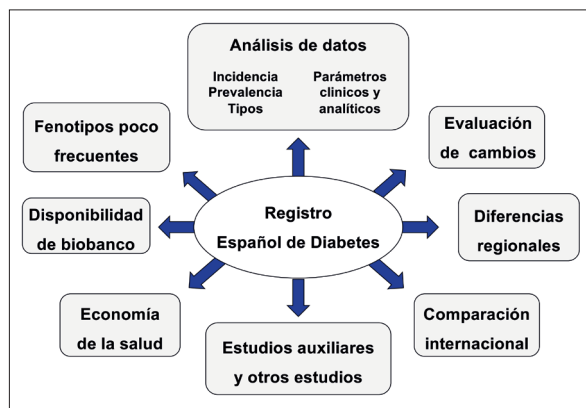 Análisis de datos
Incidencia
Prevalencia
Tipos
Parámetros
clinicos y
analíticos
Fenotipos poco
frecuentes
Evaluación
de cambios
Disponibilidad
de biobanco
Registro
Español de Diabetes
Diferencias
regionales
Economía
de la salud
Estudios auxiliares
y otros estudios
Comparación
internacional